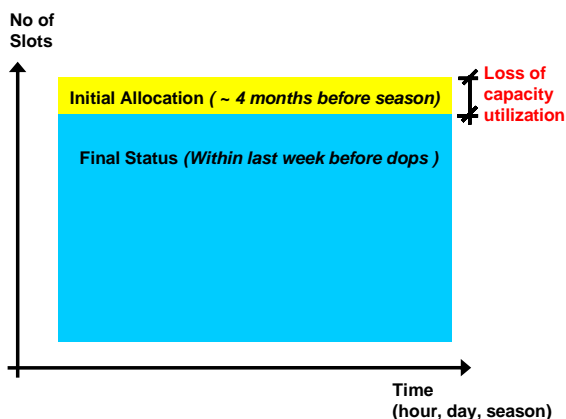 No of
Slots
Initial Allocation ( ~ 4 months before season)
Loss of
capacity
utilization
Final Status (Within last week before dops )
Time
(hour, day, season)